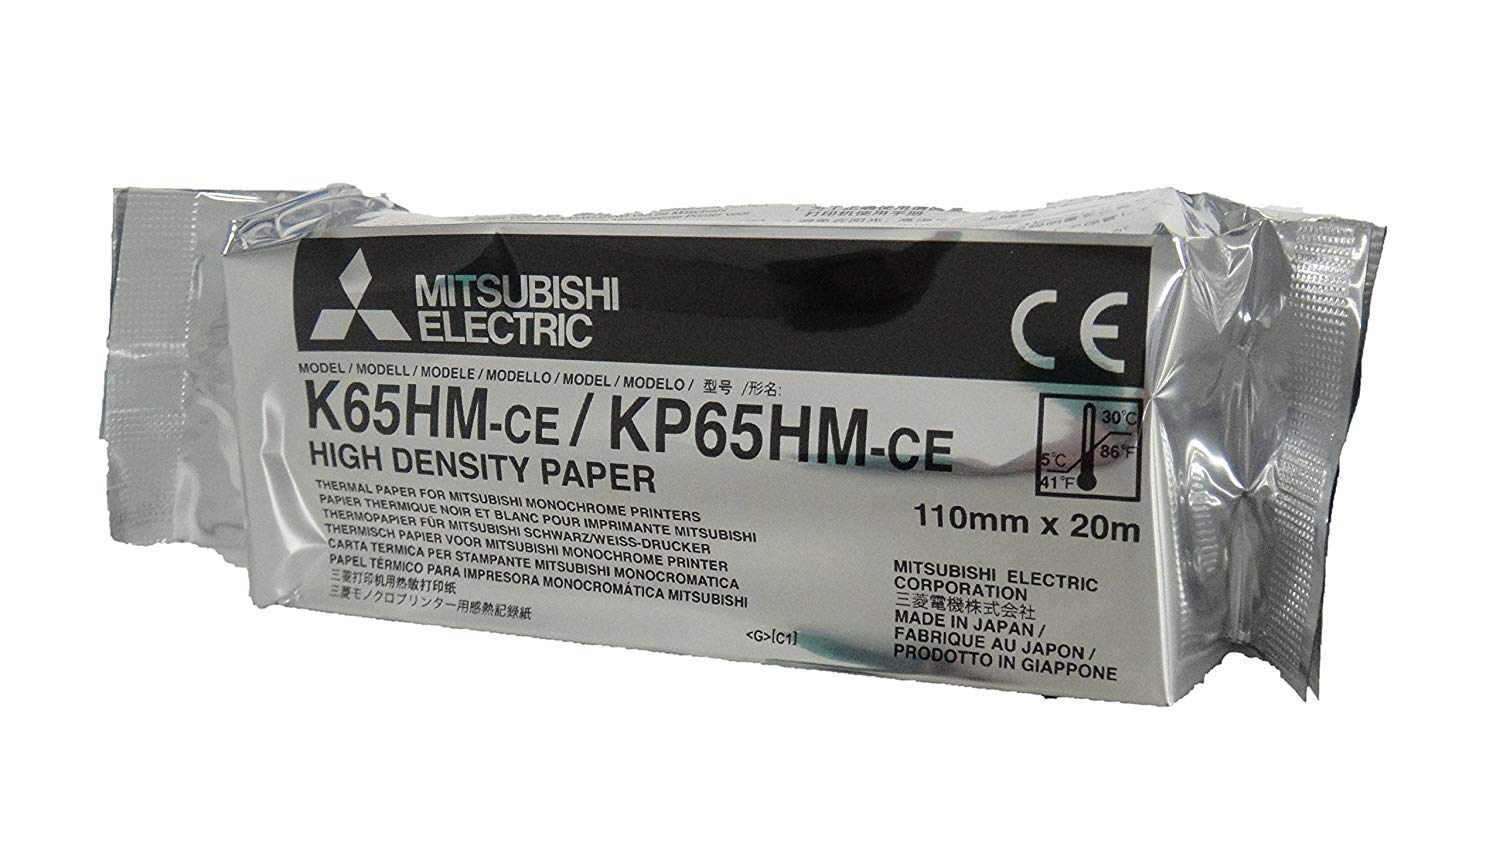 MITSUBISHI
ELECTRIC
CE
MODEL / MODELL / MODELE / MODELLO / MODEL / MODELO / 型号 /形名:
K65HM-CE / KP65HM-CE
HIGH DENSITY PAPER
30℃
86°F
5℃
41°F
110mm x 20m
THERMAL PAPER FOR MITSUBISHI MONOCHROME PRINTERS
PAPIER THERMIQUE NOIR ET BLANC POUR IMPRIMANTE MITSUBISHI
THERMOPAPIER FÜR MITSUBISHI SCHWARZ/WEISS-DRUCKER
THERMISCH PAPIER VOOR MITSUBISHI MONOCHROME PRINTER
CARTA TERMICA PER STAMPANTE MITSUBISHI MONOCROMATICA
PAPEL TÉRMICO PARA IMPRESORA MONOCROMÁTICA MITSUBISHI
三菱打印机用热敏打印纸
三菱モノクロプリンター用感熱記録紙
<G>[C1]
MITSUBISHI ELECTRIC
CORPORATION
三菱電機株式会社
MADE IN JAPAN /
FABRIQUE AU JAPON /
PRODOTTO IN GIAPPONE